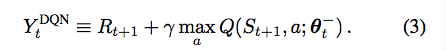 Y_t^DQN ≡ R_{t+1} + γ max_a Q(S_{t+1}, a; θ_t^−) . (3)